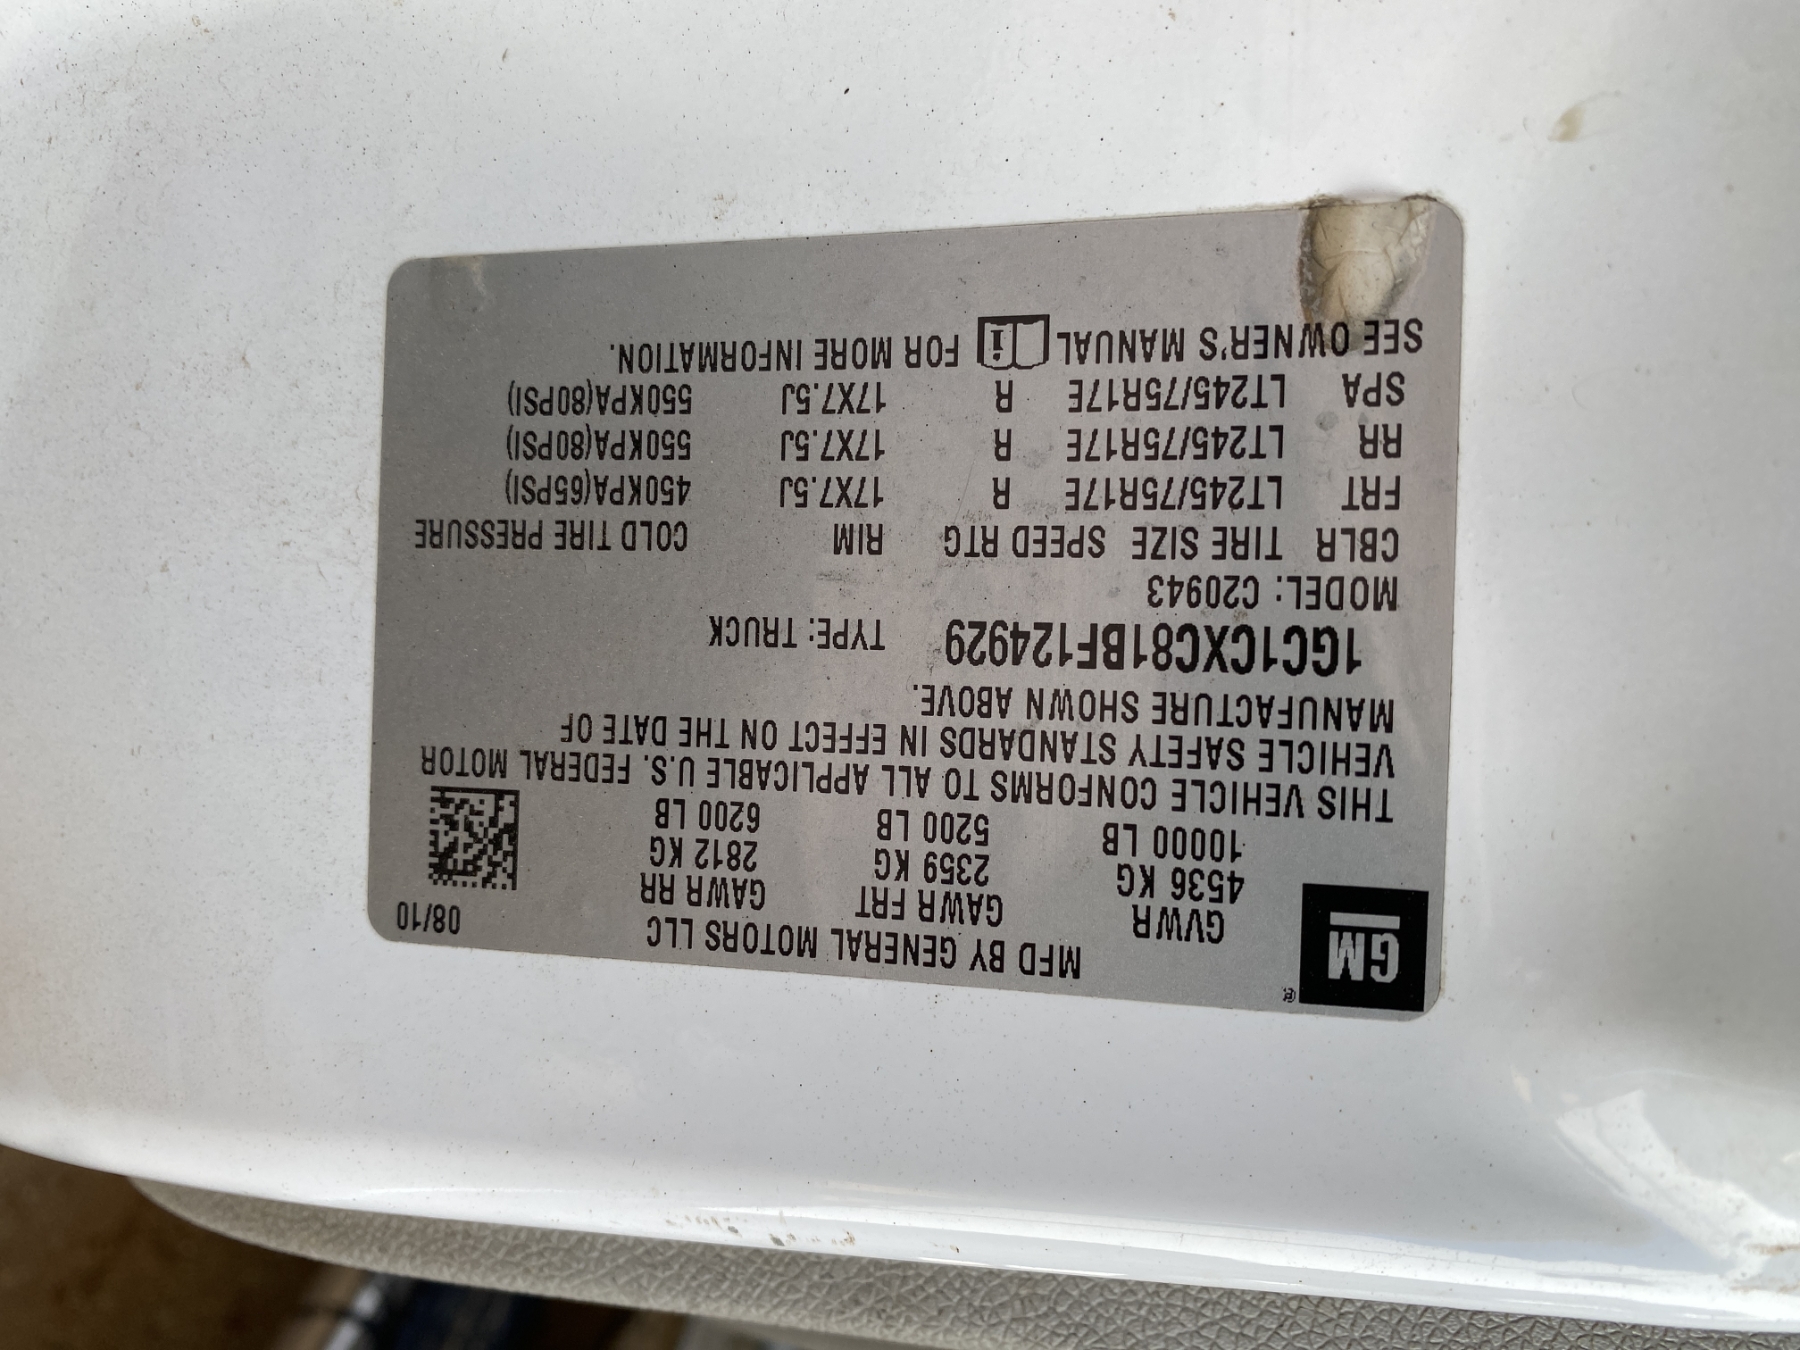 GM ®
MFD BY GENERAL MOTORS LLC 08/10
GVWR GAWR FRT GAWR RR
4536 KG 2359 KG 2812 KG
10000 LB 5200 LB 6200 LB
THIS VEHICLE CONFORMS TO ALL APPLICABLE U.S. FEDERAL MOTOR
VEHICLE SAFETY STANDARDS IN EFFECT ON THE DATE OF
MANUFACTURE SHOWN ABOVE.
1GC1CXC81BF124929 TYPE: TRUCK
MODEL: C20943
CBLR TIRE SIZE SPEED RTG RIM COLD TIRE PRESSURE
FRT LT245/75R17E R 17X7.5J 450KPA(65PSI)
RR LT245/75R17E R 17X7.5J 550KPA(80PSI)
SPA LT245/75R17E R 17X7.5J 550KPA(80PSI)
SEE OWNER'S MANUAL i FOR MORE INFORMATION.